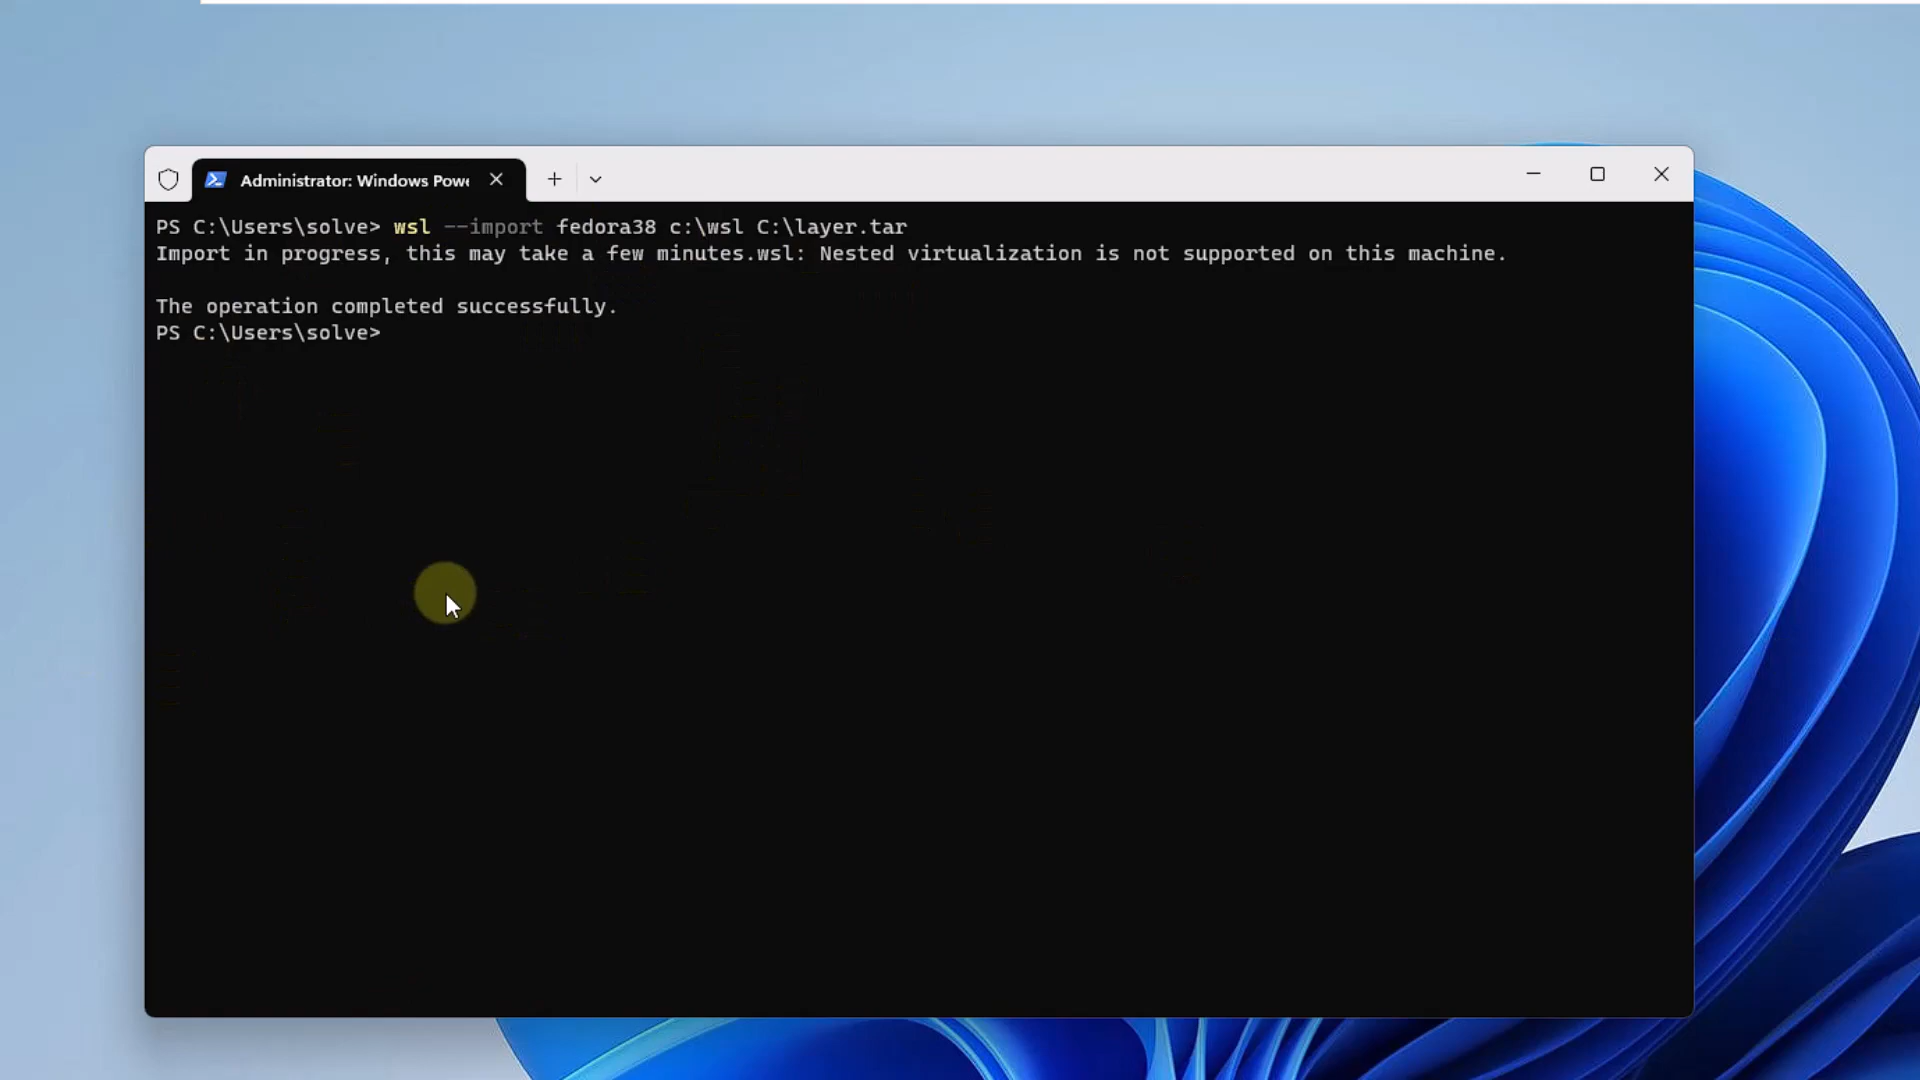 Administrator: Windows Powe
PS C:\Users\solve> wsl --import fedora38 c:\wsl C:\layer.tar
Import in progress, this may take a few minutes.wsl: Nested virtualization is not supported on this machine.
The operation completed successfully.
PS C:\Users\solve>